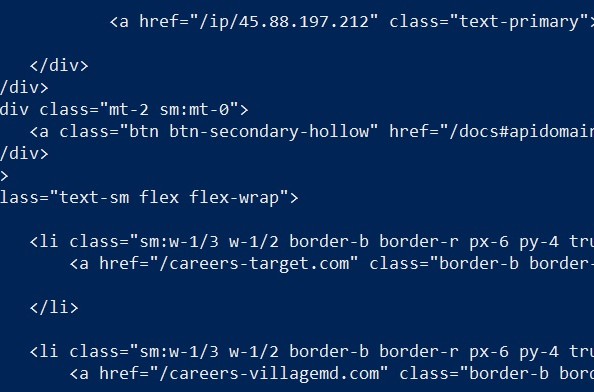 <a href="/ip/45.88.197.212" class="text-primary">
</div>
/div>
div class="mt-2 sm:mt-0">
<a class="btn btn-secondary-hollow" href="/docs#apidomain
/div>
>
lass="text-sm flex flex-wrap">
<li class="sm:w-1/3 w-1/2 border-b border-r px-6 py-4 tru
<a href="/careers-target.com" class="border-b border-
</li>
<li class="sm:w-1/3 w-1/2 border-b border-r px-6 py-4 tru
<a href="/careers-villagemd.com" class="border-b bord